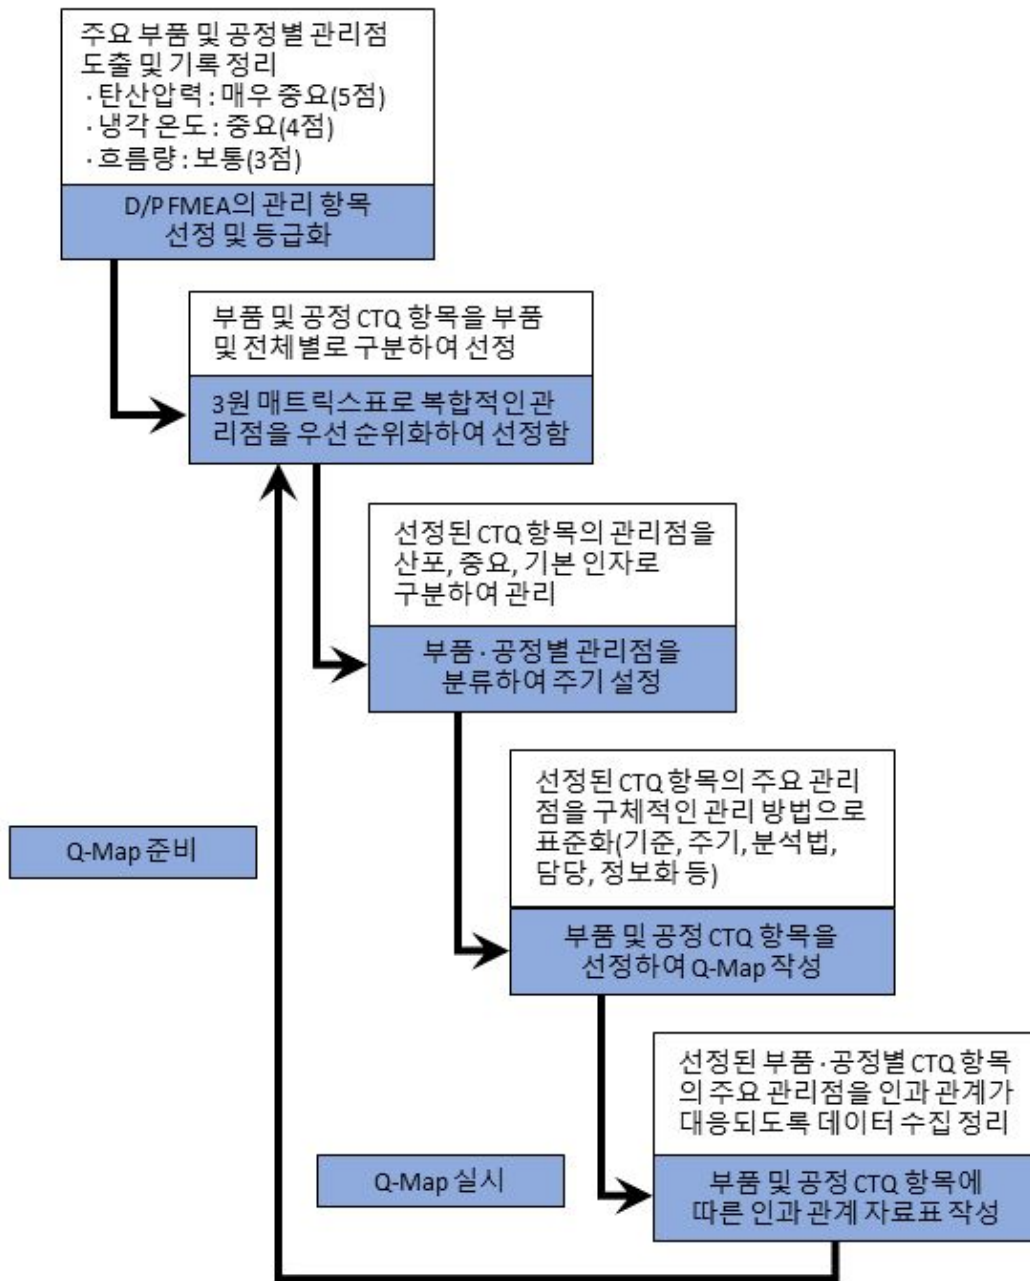 주요 부품 및 공정별 관리점
도출 및 기록 정리
· 탄산압력 : 매우 중요(5점)
· 냉각 온도 : 중요(4점)
· 흐름량 : 보통(3점)
D/P FMEA의 관리 항목
선정 및 등급화
부품 및 공정 CTQ 항목을 부품
및 전체별로 구분하여 선정
3원 매트릭스표로 복합적인 관
리점을 우선 순위화하여 선정함
선정된 CTQ 항목의 관리점을
산포, 중요, 기본 인자로
구분하여 관리
부품 · 공정별 관리점을
분류하여 주기 설정
선정된 CTQ 항목의 주요 관리
점을 구체적인 관리 방법으로
표준화(기준, 주기, 분석법,
담당, 정보화 등)
부품 및 공정 CTQ 항목을
선정하여 Q-Map 작성
Q-Map 준비
선정된 부품 · 공정별 CTQ 항목
의 주요 관리점을 인과 관계가
대응되도록 데이터 수집 정리
부품 및 공정 CTQ 항목에
따른 인과 관계 자료표 작성
Q-Map 실시